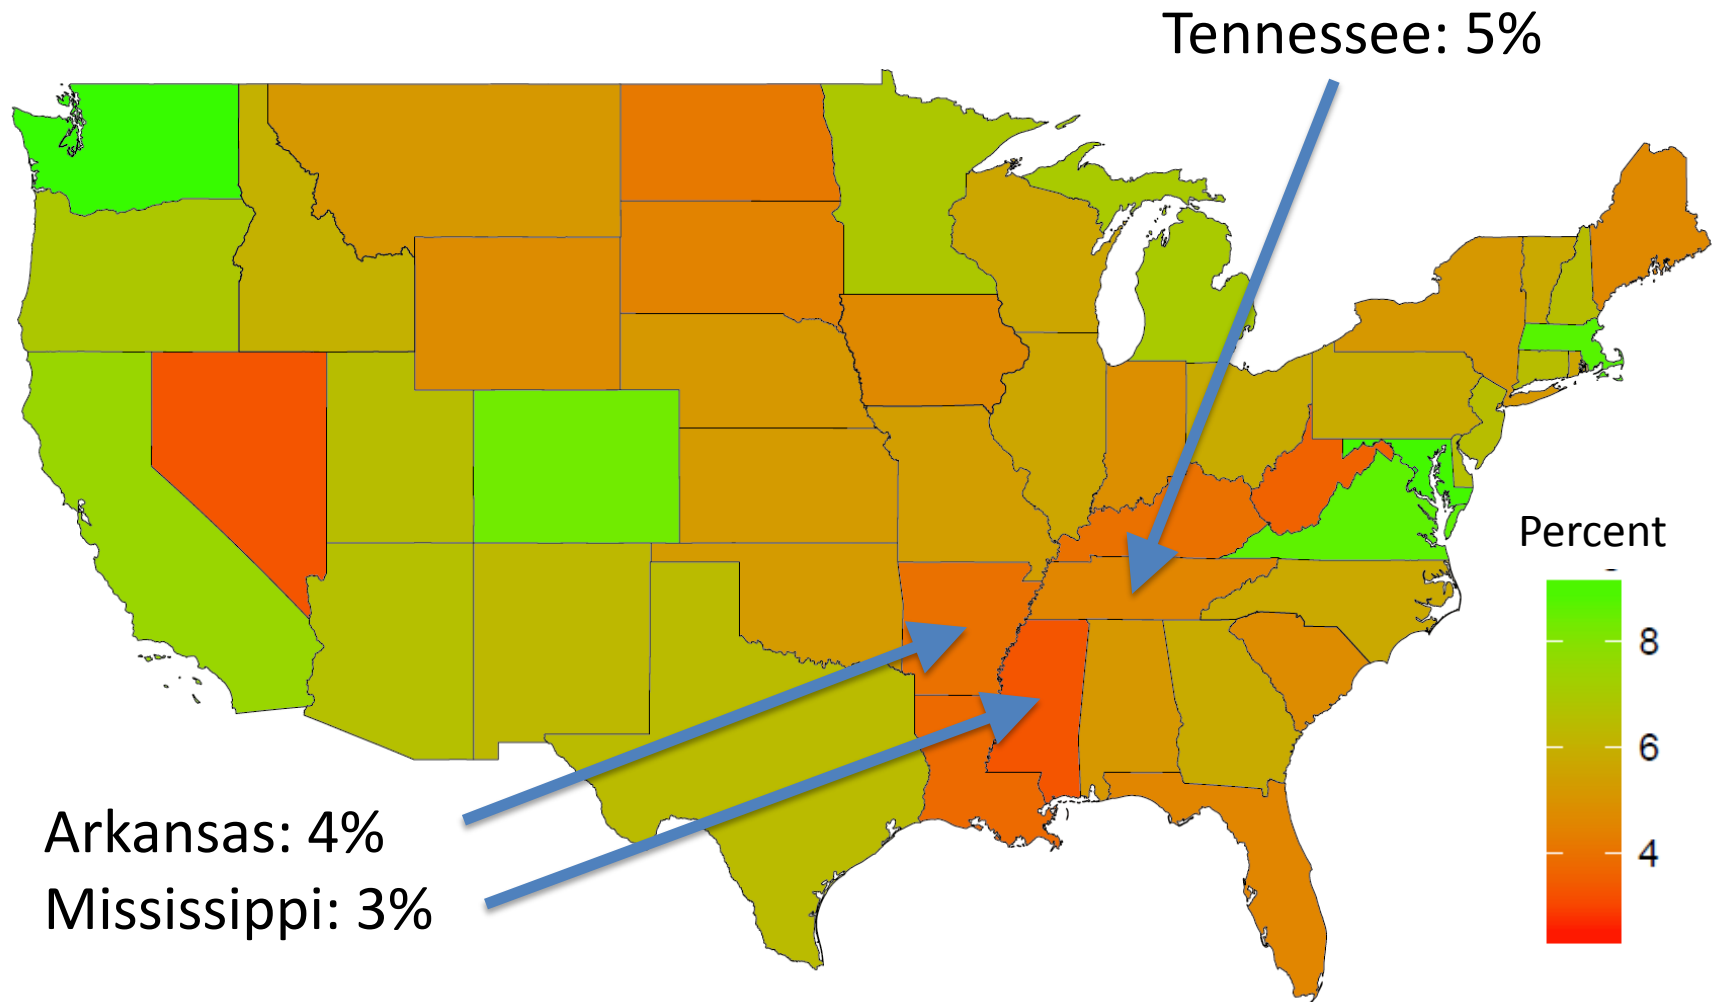 Tennessee: 5%
Percent
8
6
4
Arkansas: 4%
Mississippi: 3%